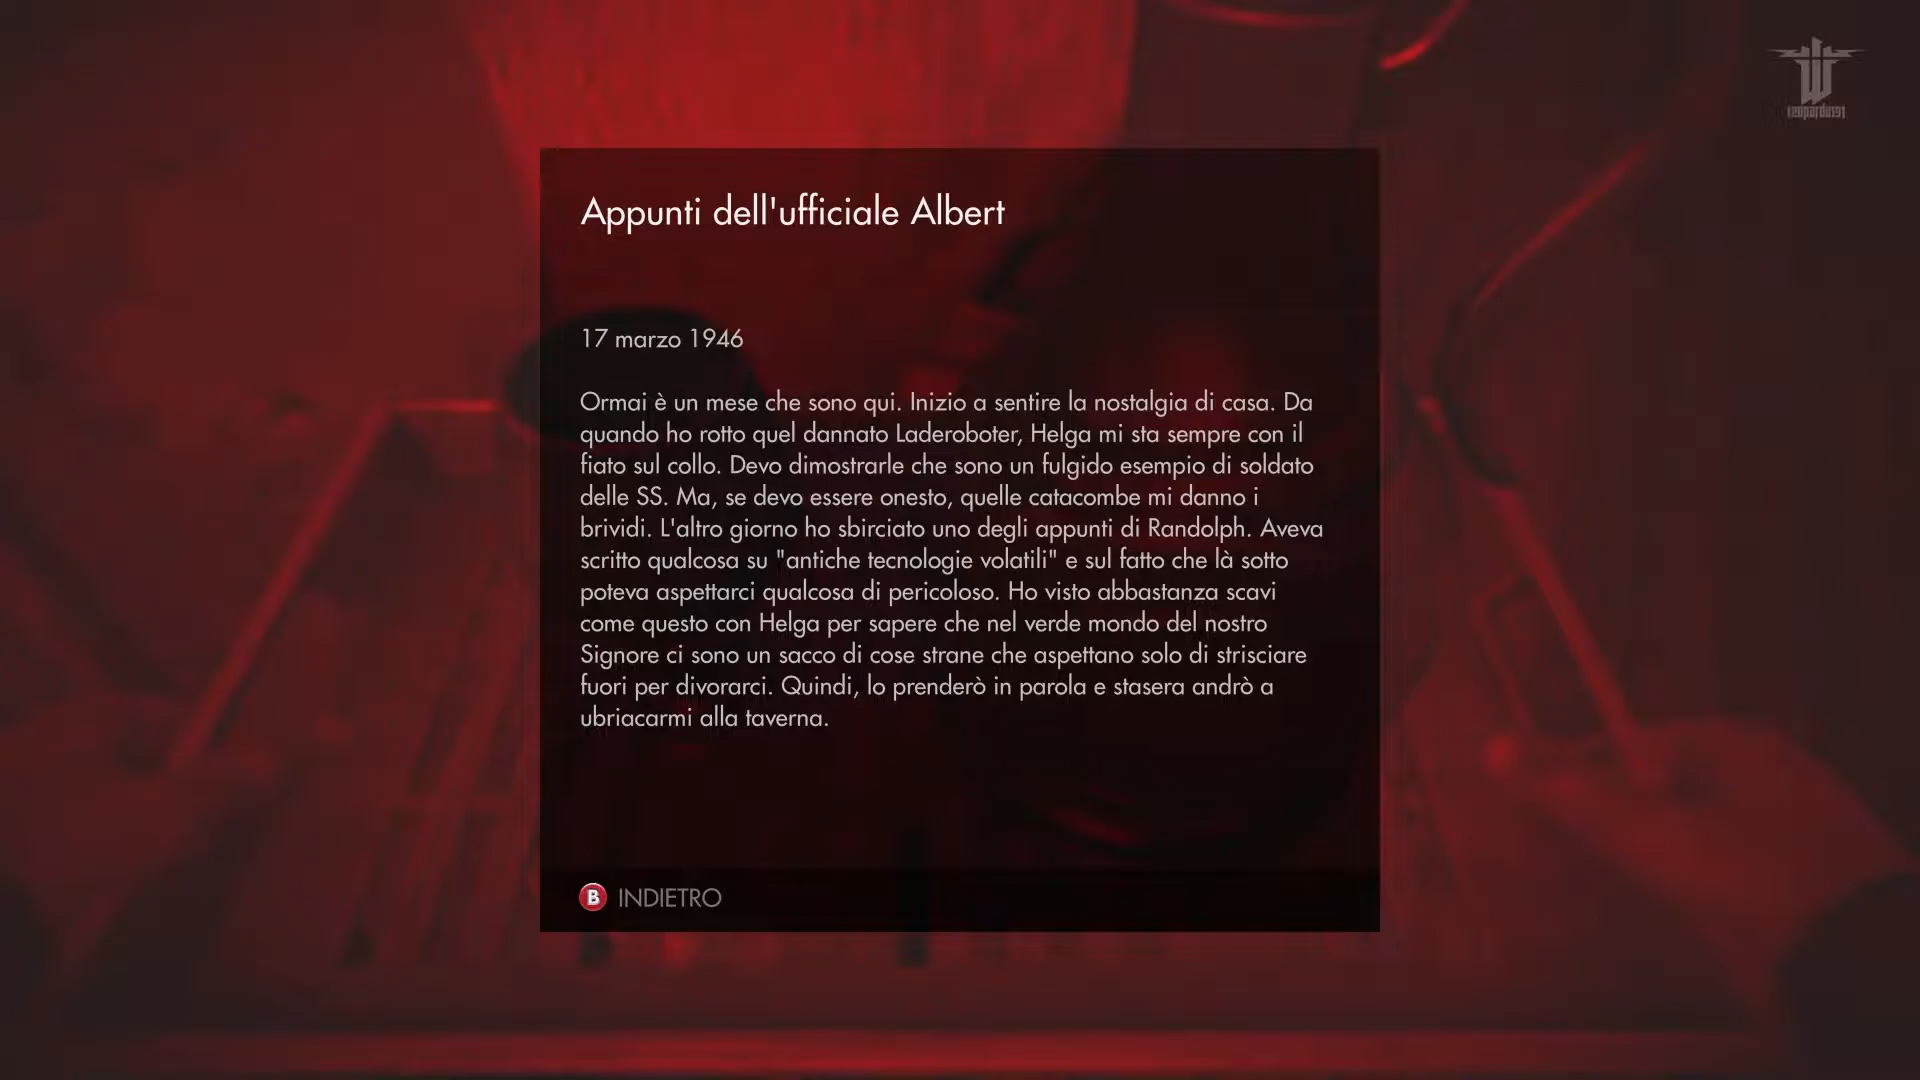 Appunti dell'ufficiale Albert
17 marzo 1946
Ormai è un mese che sono qui. Inizio a sentire la nostalgia di casa. Da
quando ho rotto quel dannato Laderoboter, Helga mi sta sempre con il
fiato sul collo. Devo dimostrarle che sono un fulgido esempio di soldato
delle SS. Ma, se devo essere onesto, quelle catacombe mi danno i
brividi. L'altro giorno ho sbirciato uno degli appunti di Randolph. Aveva
scritto qualcosa su "antiche tecnologie volatili" e sul fatto che là sotto
poteva aspettarci qualcosa di pericoloso. Ho visto abbastanza scavi
come questo con Helga per sapere che nel verde mondo del nostro
Signore ci sono un sacco di cose strane che aspettano solo di strisciare
fuori per divorarci. Quindi, lo prenderò in parola e stasera andrò a
ubriacarmi alla taverna.
B INDIETRO